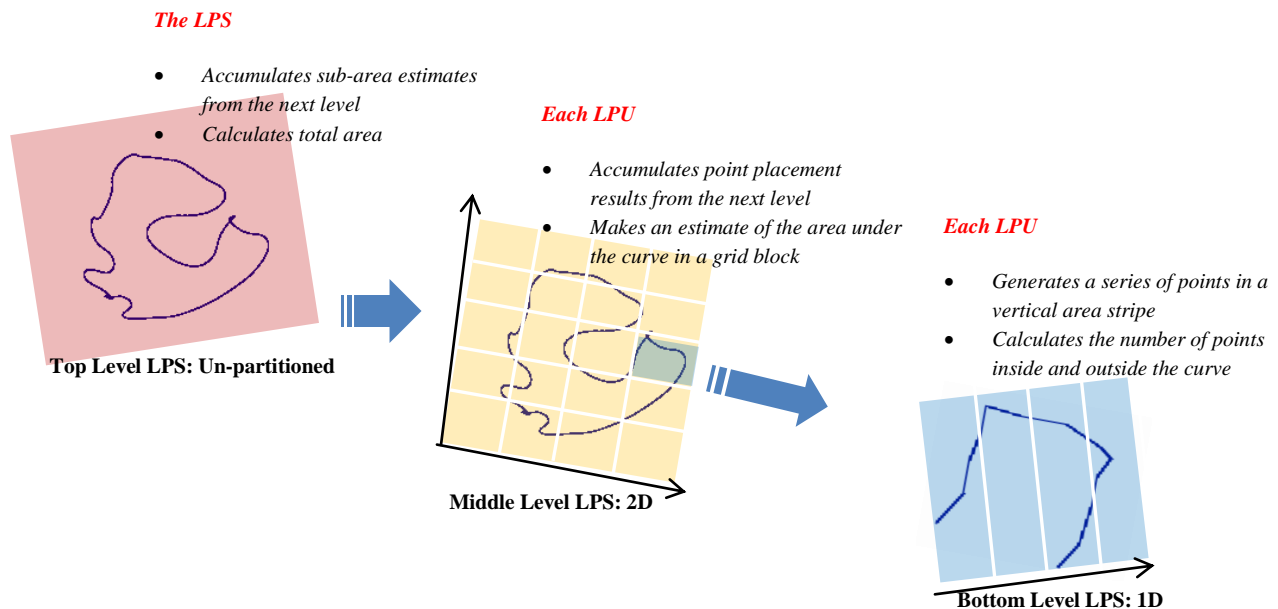 The LPS
• Accumulates sub-area estimates
from the next level
• Calculates total area
Top Level LPS: Un-partitioned
Each LPU
• Accumulates point placement
results from the next level
• Makes an estimate of the area under
the curve in a grid block
Middle Level LPS: 2D
Each LPU
• Generates a series of points in a
vertical area stripe
• Calculates the number of points
inside and outside the curve
Bottom Level LPS: 1D